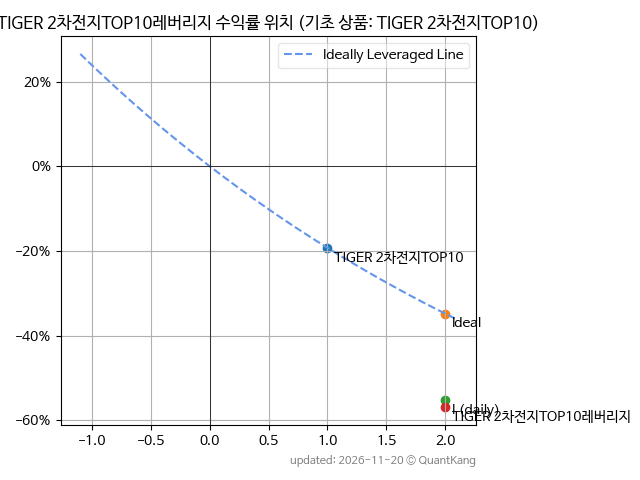 TIGER 2차전지TOP10레버리지 수익률 위치 (기초 상품: TIGER 2차전지TOP10)
Ideally Leveraged Line
20%
0%
−20%
−40%
−60%
TIGER 2차전지TOP10
Ideal
L(daily)
TIGER 2차전지TOP10레버리지
−1.0
−0.5
0.0
0.5
1.0
1.5
2.0
updated: 2026-11-20 © QuantKang